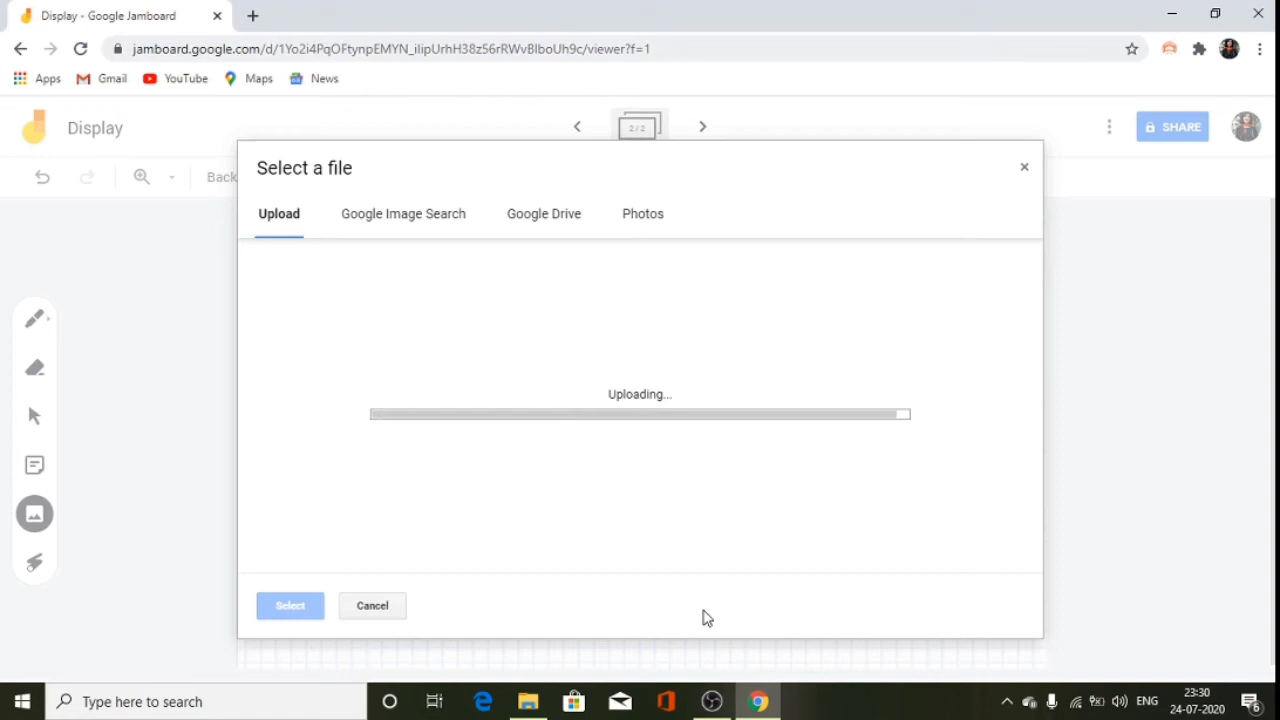 Display - Google Jamboard
jamboard.google.com/d/1Yo2i4PqOFtynpEMYN_iIipUrhH38z56rRWvBIboUh9c/viewer?f=1
Apps Gmail YouTube Maps News
Display
2 / 2
SHARE
Back
Select a file
Upload Google Image Search Google Drive Photos
Uploading...
Select Cancel
Type here to search
ENG
23:30
24-07-2020
6